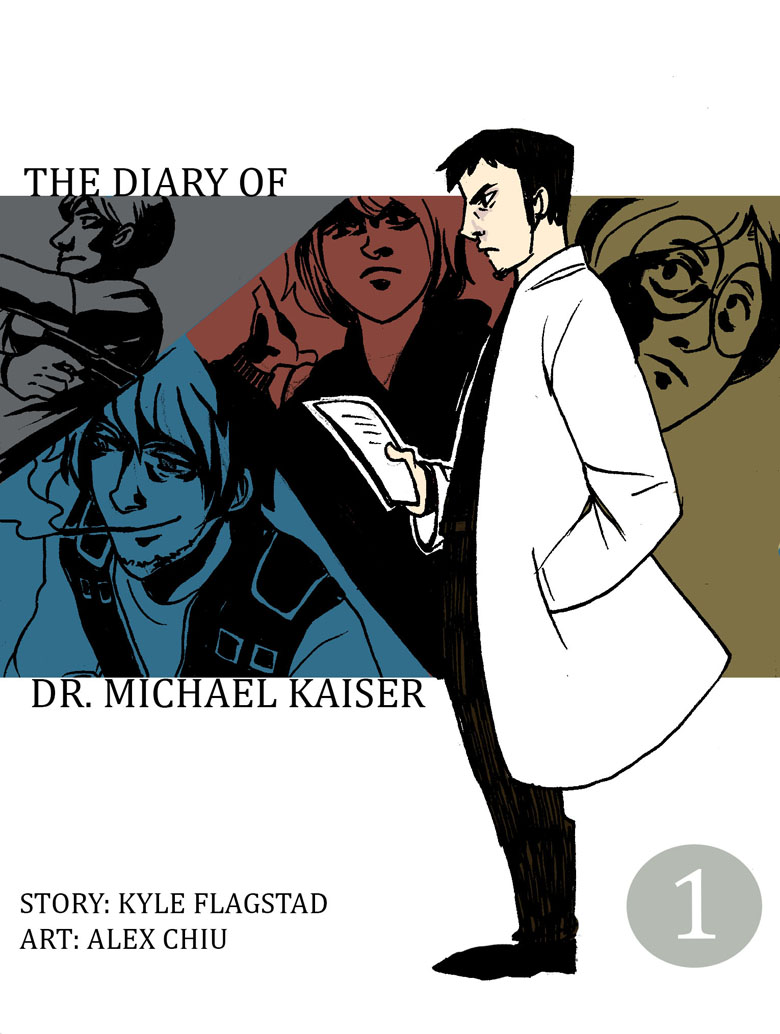 THE DIARY OF
DR. MICHAEL KAISER
STORY: KYLE FLAGSTAD
ART: ALEX CHIU
1